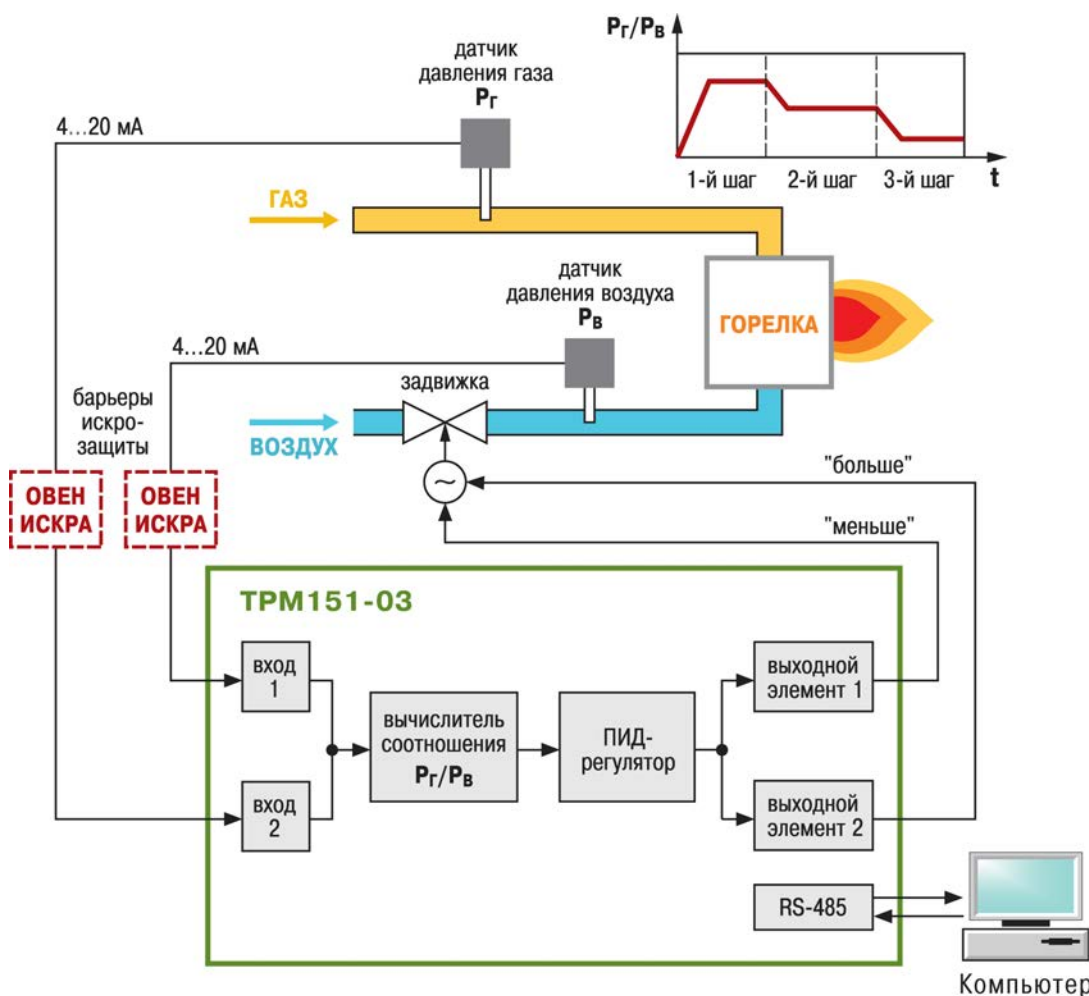 Pг/Pв
датчик
давления газа
Pг
4...20 мА
1-й шаг
2-й шаг
3-й шаг
t
ГАЗ
датчик
давления воздуха
Pв
ГОРЕЛКА
4...20 мА
задвижка
барьеры
искро-
защиты
ВОЗДУХ
"больше"
ОВЕН
ИСКРА
ОВЕН
ИСКРА
"меньше"
ТРМ151-03
вход
1
выходной
элемент 1
вычислитель
соотношения
Pг/Pв
ПИД-
регулятор
вход
2
выходной
элемент 2
RS-485
Компьютер